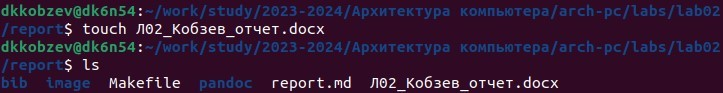 dkkobzev@dk6n54:~/work/study/2023-2024/Архитектура компьютера/arch-pc/labs/lab02
/report$ touch Л02_Кобзев_отчет.docx
dkkobzev@dk6n54:~/work/study/2023-2024/Архитектура компьютера/arch-pc/labs/lab02
/report$ ls
bib image Makefile pandoc report.md Л02_Кобзев_отчет.docx